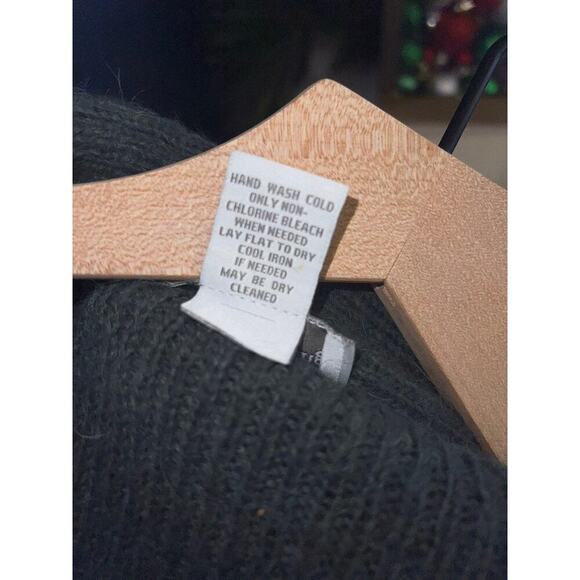 HAND WASH COLD
ONLY NON-
CHLORINE BLEACH
WHEN NEEDED
LAY FLAT TO DRY
COOL IRON
IF NEEDED
MAY BE DRY
CLEANED